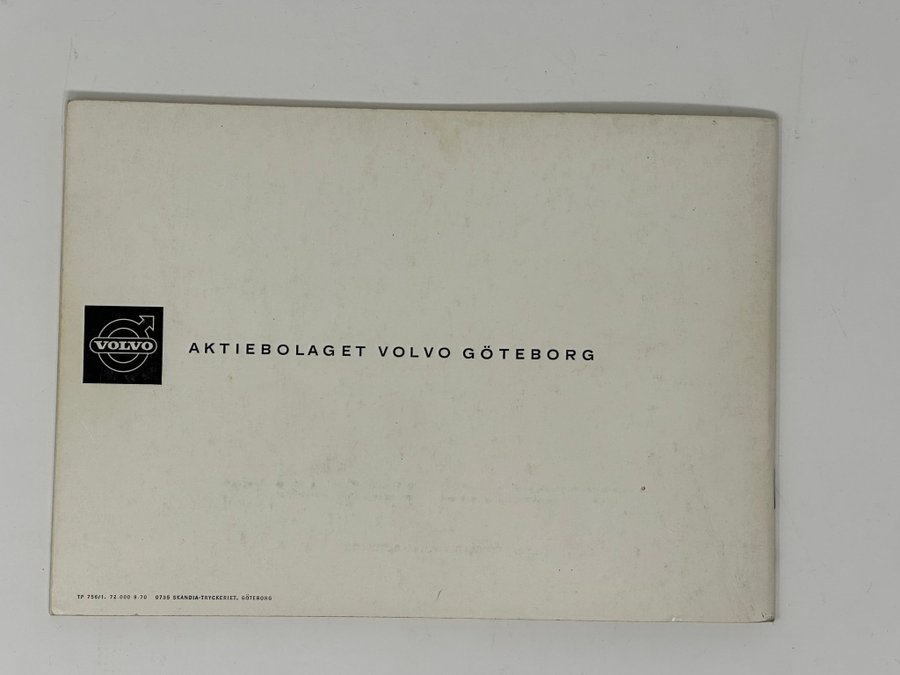 VOLVO
AKTIEBOLAGET VOLVO GÖTEBORG
TP 756/1. 72.000 9.70 0735 SKANDIA-TRYCKERIET, GÖTEBORG